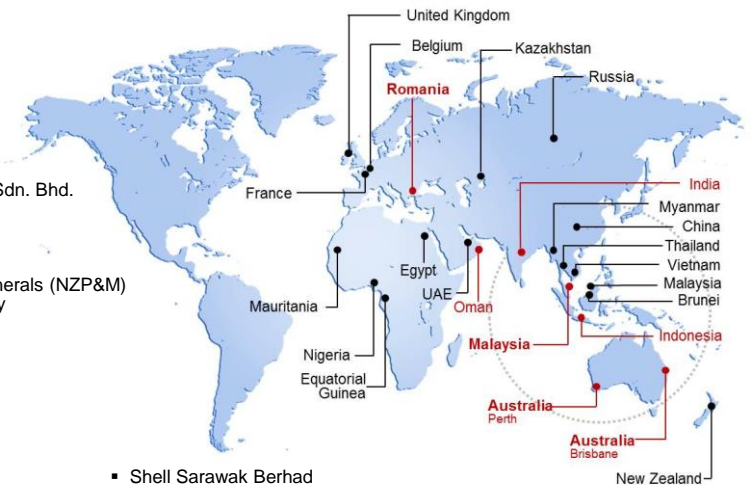 United Kingdom
Belgium
Kazakhstan
Russia
Romania
Sdn. Bhd.
France
India
Myanmar
China
Thailand
Vietnam
Malaysia
Brunei
nerals (NZP&M)
y
Egypt
UAE
Oman
Mauritania
Malaysia
Indonesia
Nigeria
Equatorial
Guinea
Australia
Perth
Australia
Brisbane
▪ Shell Sarawak Berhad
New Zealand